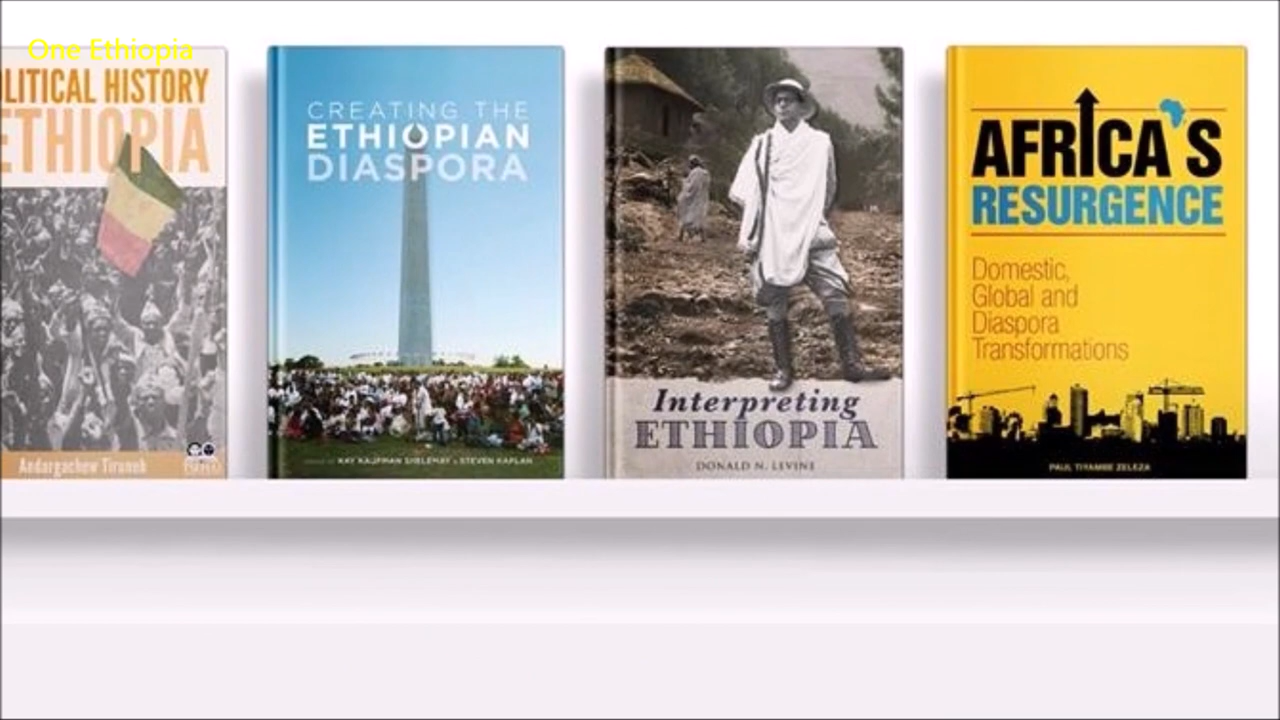 One Ethiopia
LITICAL HISTORY
ETHIOPIA
Andargachew Tiruneh
CREATING THE
ETHIOPIAN
DIASPORA
KAY KAUFMAN SHELEMAY & STEVEN KAPLAN
Interpreting
ETHIOPIA
DONALD N. LEVINE
AFRICA'S
RESURGENCE
Domestic,
Global and
Diaspora
Transformations
PAUL TIYAMBE ZELEZA